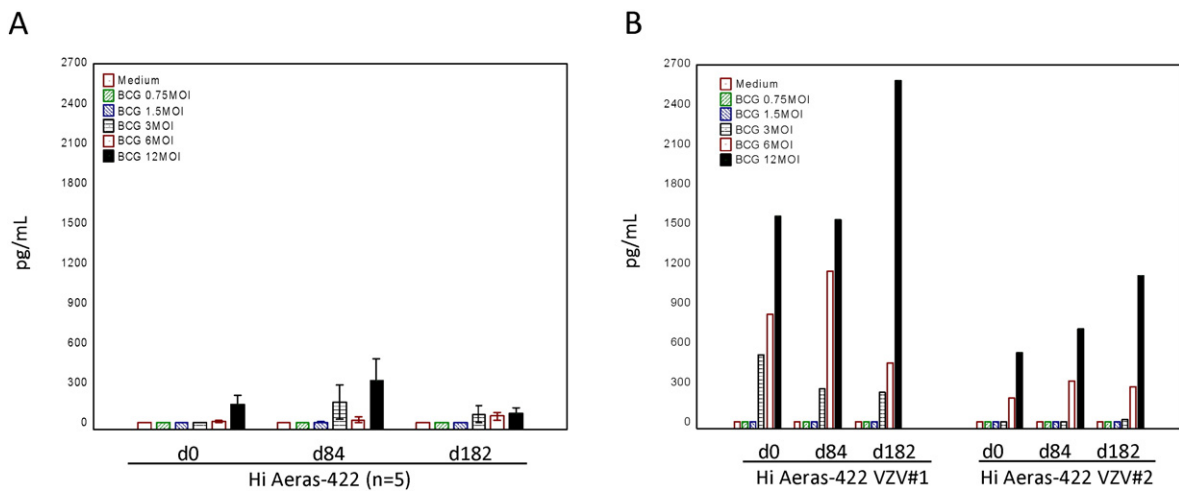 A
2700
2400
2100
1800
1500
1200
900
600
300
0
pg/mL
Medium
BCG 0.75MOI
BCG 1.5MOI
BCG 3MOI
BCG 6MOI
BCG 12MOI
d0 d84 d182
Hi Aeras-422 (n=5)
B
2700
2400
2100
1800
1500
1200
900
600
300
0
pg/mL
Medium
BCG 0.75MOI
BCG 1.5MOI
BCG 3MOI
BCG 6MOI
BCG 12MOI
d0 d84 d182 d0 d84 d182
Hi Aeras-422 VZV#1 Hi Aeras-422 VZV#2